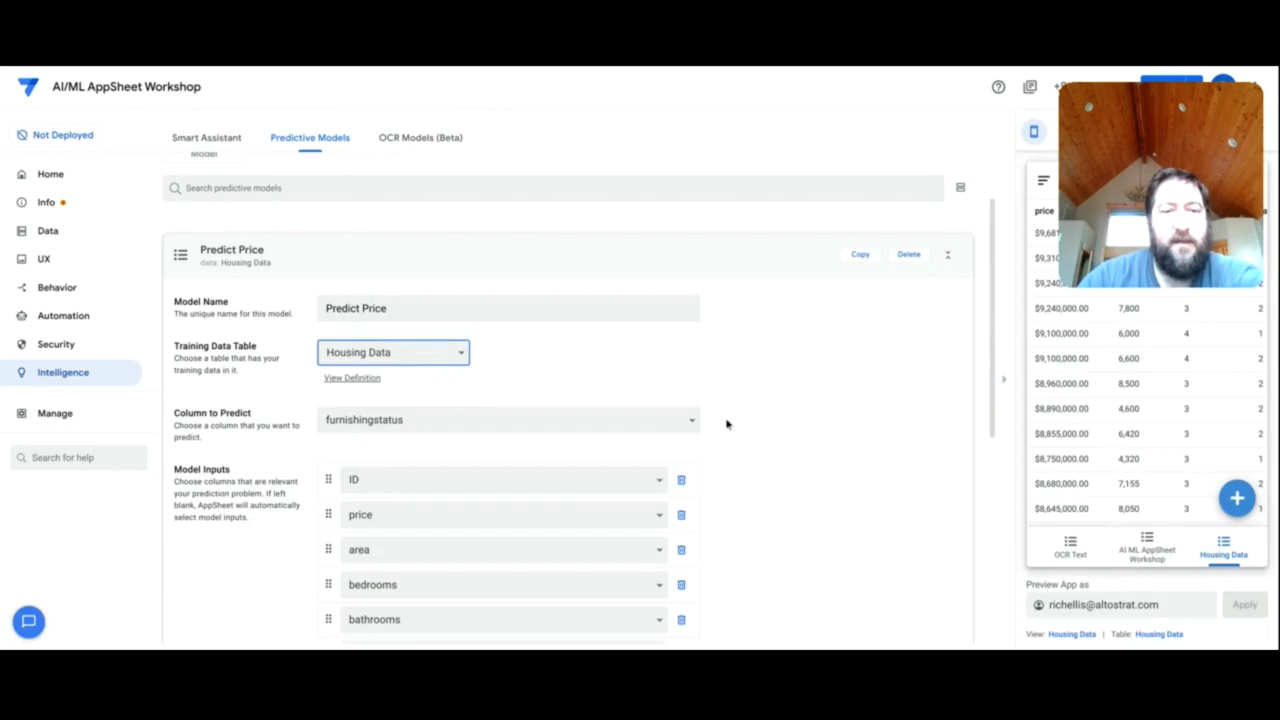 AI/ML AppSheet Workshop
Not Deployed
Home
Info
Data
UX
Behavior
Automation
Security
Intelligence
Manage
Search for help
Smart Assistant
Predictive Models
OCR Models (Beta)
Model
Search predictive models
Predict Price
data: Housing Data
Copy
Delete
Model Name
The unique name for this model.
Predict Price
Training Data Table
Choose a table that has your
training data in it.
Housing Data
View Definition
Column to Predict
Choose a column that you want to
predict.
furnishingstatus
Model Inputs
Choose columns that are relevant
your prediction problem. If left
blank, AppSheet will automatically
select model inputs.
ID
price
area
bedrooms
bathrooms
price
$9,240,000.00 7,800 3 2
$9,100,000.00 6,000 4 1
$9,100,000.00 6,600 4 2
$8,960,000.00 8,500 3 2
$8,890,000.00 4,600 3 2
$8,855,000.00 6,420 3 2
$8,750,000.00 4,320 3 1
$8,680,000.00 7,155 3 2
$8,645,000.00 8,050 3
OCR Text
AI ML AppSheet
Workshop
Housing Data
Preview App as
richellis@altostrat.com
Apply
View: Housing Data | Table: Housing Data